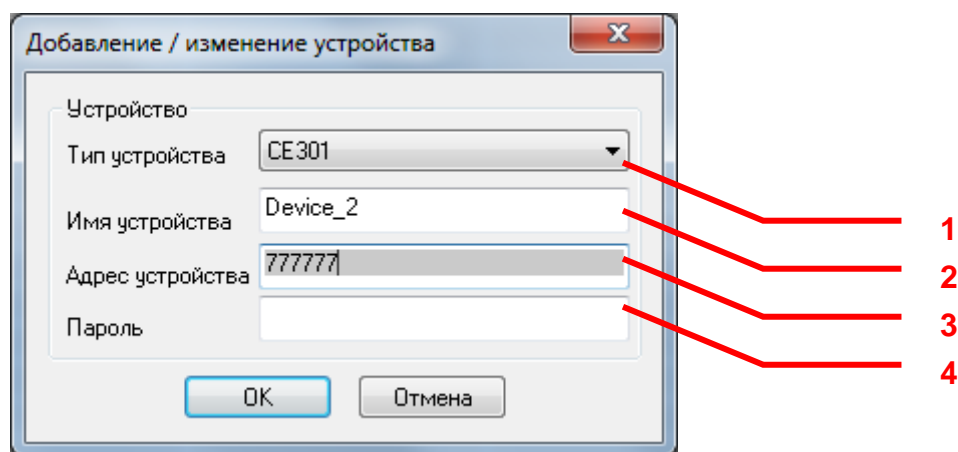 Добавление / изменение устройства
Устройство
Тип устройства CE301
Имя устройства Device_2
Адрес устройства 777777
Пароль
OK Отмена
1
2
3
4